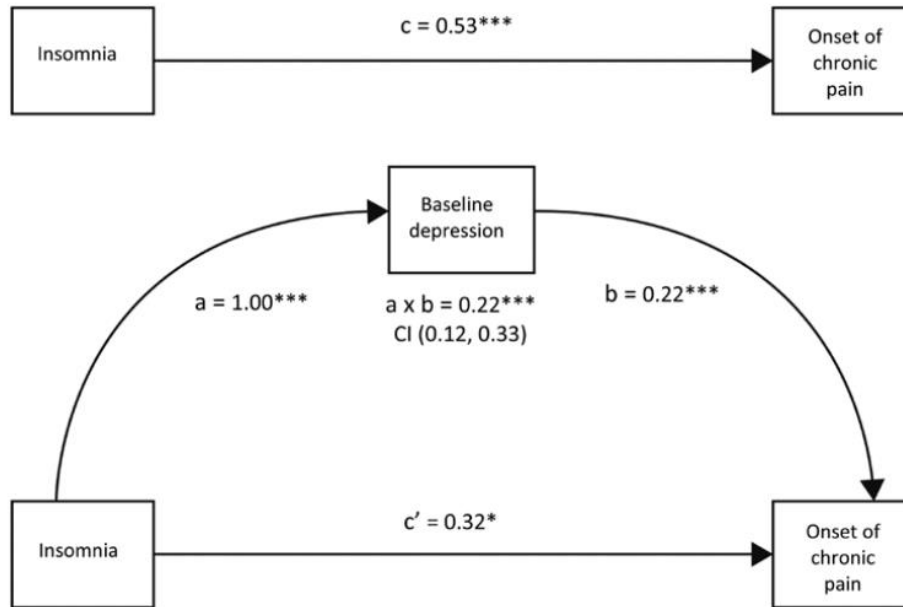 c = 0.53***
Insomnia
Onset of
chronic
pain
Baseline
depression
a = 1.00***
a x b = 0.22***
CI (0.12, 0.33)
b = 0.22***
c’ = 0.32*
Insomnia
Onset of
chronic
pain